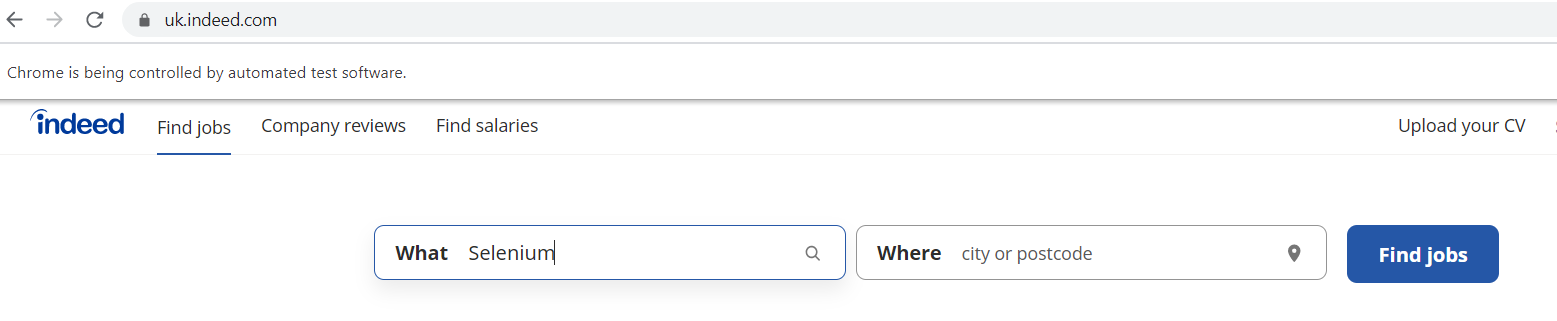 uk.indeed.com
Chrome is being controlled by automated test software.
indeed Find jobs Company reviews Find salaries Upload your CV
What Selenium Where city or postcode Find jobs